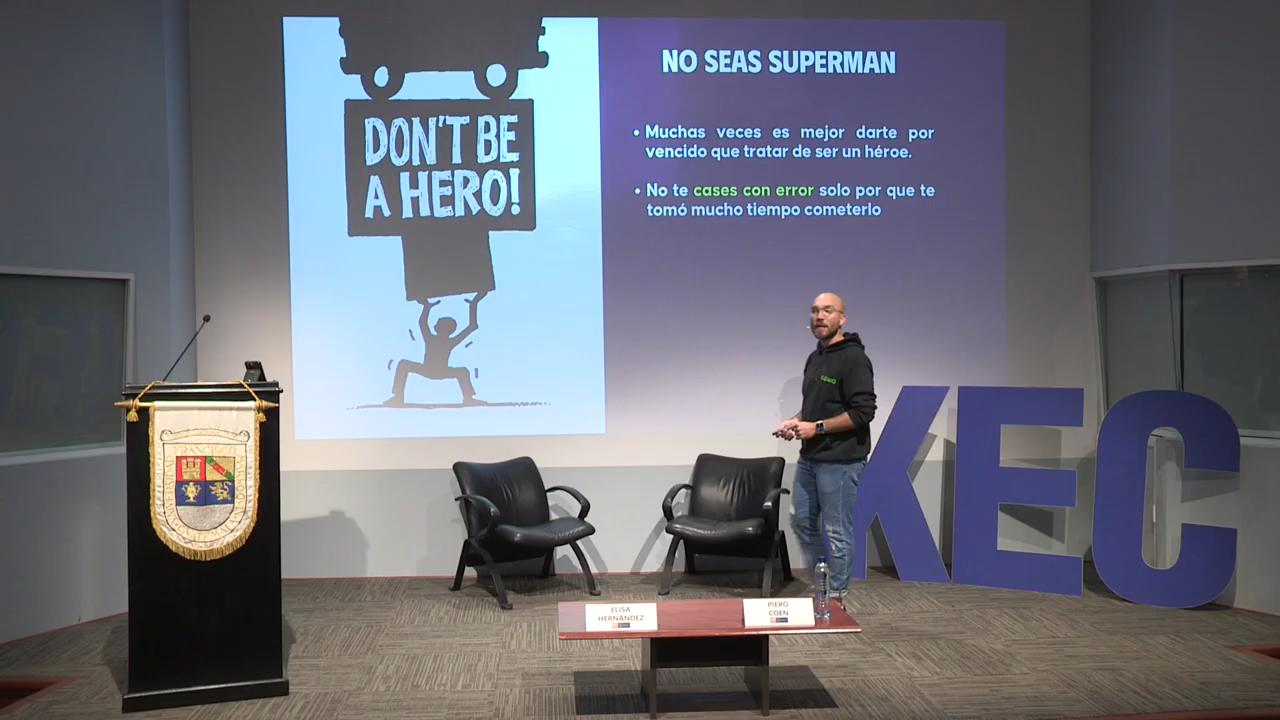 DON'T BE
A HERO!
NO SEAS SUPERMAN
• Muchas veces es mejor darte por
vencido que tratar de ser un héroe.
• No te cases con error solo por que te
tomó mucho tiempo cometerlo
KEC
ELISA
HERNÁNDEZ
PIERO
COEN
FRANCISCO